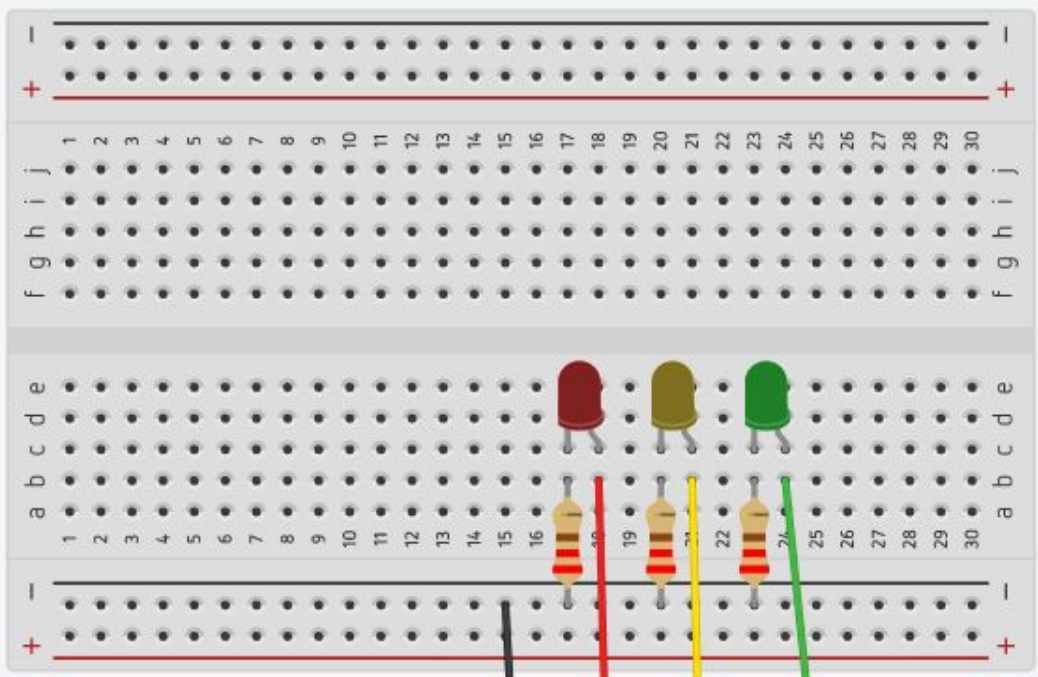 − −
+ +
1 2 3 4 5 6 7 8 9 10 11 12 13 14 15 16 17 18 19 20 21 22 23 24 25 26 27 28 29 30
j j
i i
h h
g g
f f
e e
d d
c c
b b
a a
1 2 3 4 5 6 7 8 9 10 11 12 13 14 15 16 19 22 25 26 27 28 29 30
− −
+ +